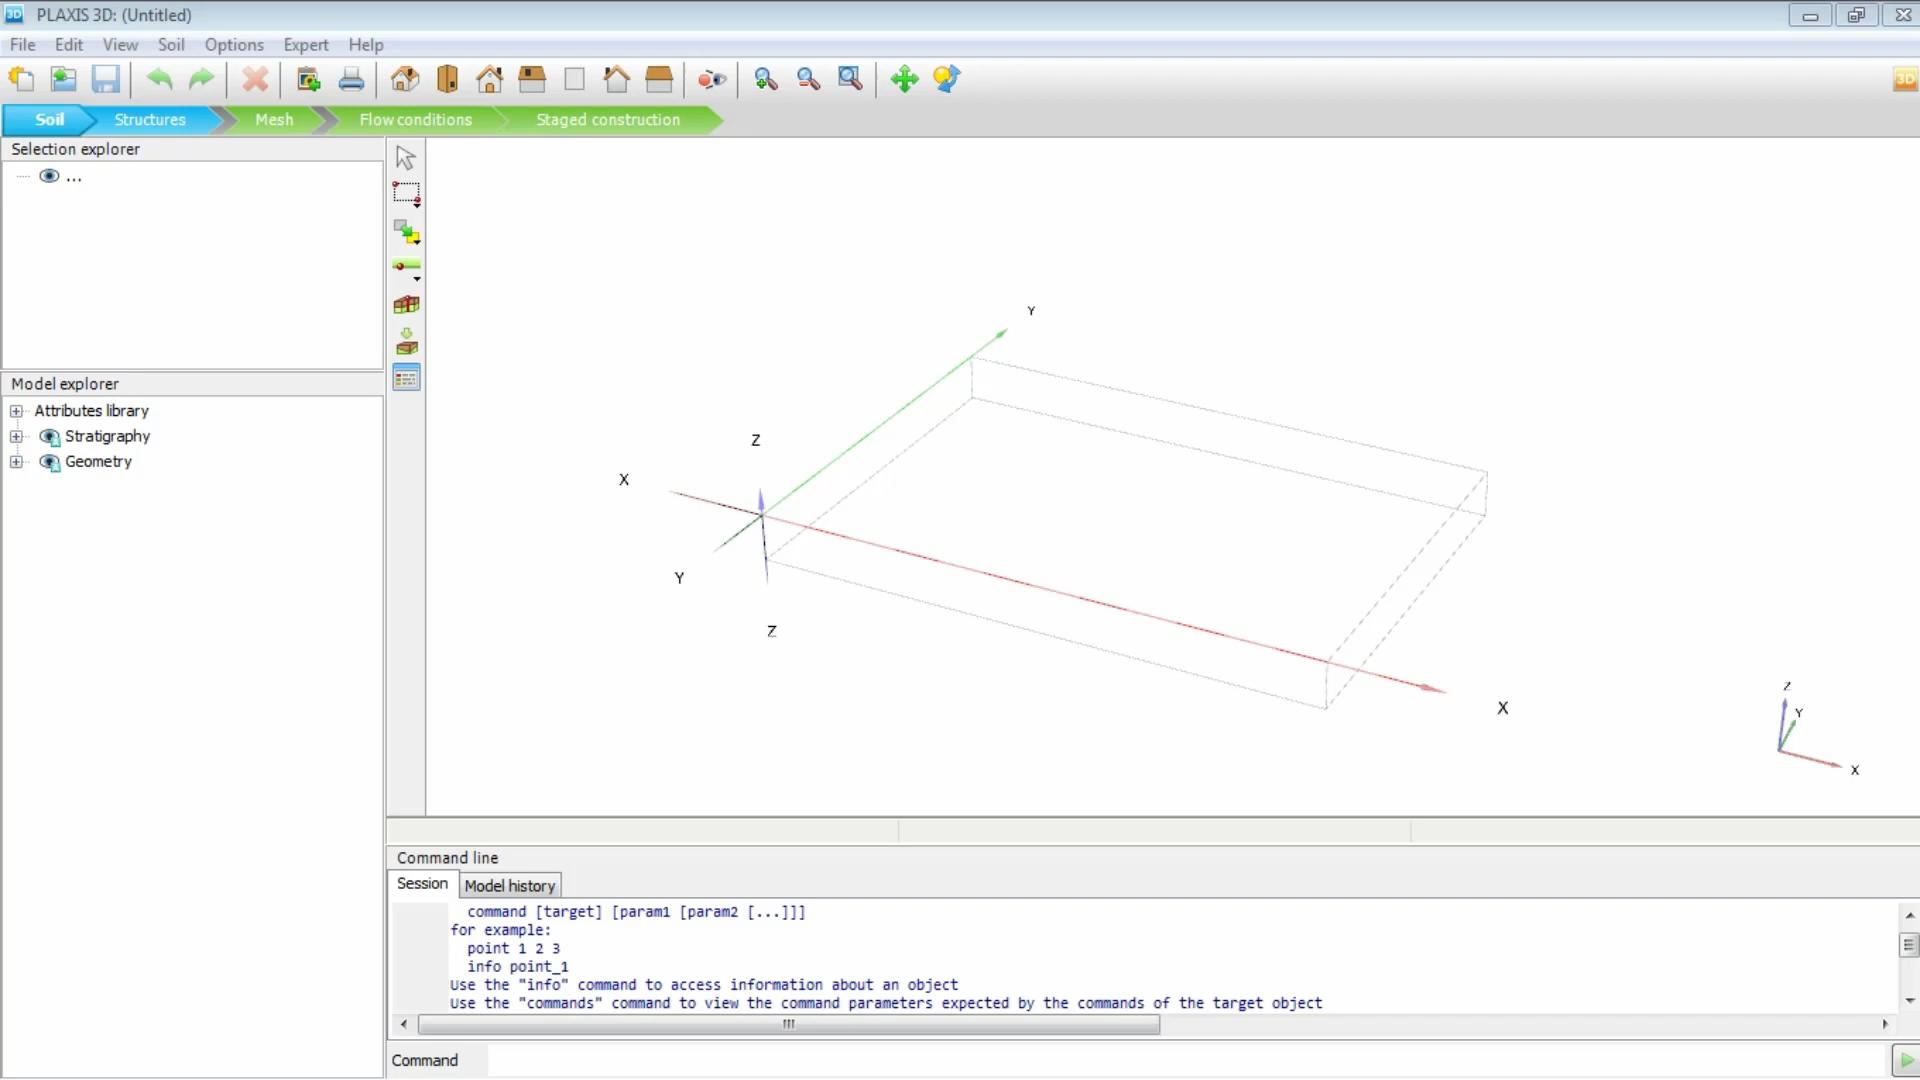 3D PLAXIS 3D: (Untitled)
File Edit View Soil Options Expert Help
3D
Soil Structures Mesh Flow conditions Staged construction
Selection explorer
...
Model explorer
Attributes library
Stratigraphy
Geometry
Y
Z
X
Y
Z
X
Z
Y
X
Command line
Session Model history
command [target] [param1 [param2 [...]]]
for example:
point 1 2 3
info point_1
Use the "info" command to access information about an object
Use the "commands" command to view the command parameters expected by the commands of the target object
Command